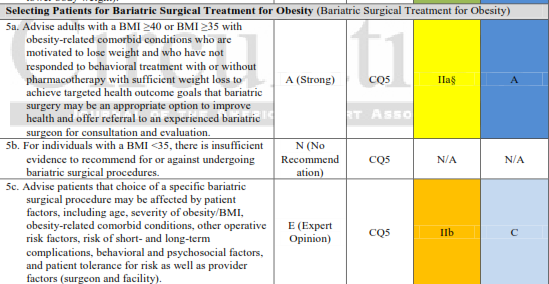 Selecting Patients for Bariatric Surgical Treatment for Obesity (Bariatric Surgical Treatment for Obesity)
5a. Advise adults with a BMI ≥40 or BMI ≥35 with
obesity-related comorbid conditions who are
motivated to lose weight and who have not
responded to behavioral treatment with or without
pharmacotherapy with sufficient weight loss to
achieve targeted health outcome goals that bariatric
surgery may be an appropriate option to improve
health and offer referral to an experienced bariatric
surgeon for consultation and evaluation.
A (Strong)
CQ5
IIa§
A
5b. For individuals with a BMI <35, there is insufficient
evidence to recommend for or against undergoing
bariatric surgical procedures.
N (No
Recommend
ation)
CQ5
N/A
N/A
5c. Advise patients that choice of a specific bariatric
surgical procedure may be affected by patient
factors, including age, severity of obesity/BMI,
obesity-related comorbid conditions, other operative
risk factors, risk of short- and long-term
complications, behavioral and psychosocial factors,
and patient tolerance for risk as well as provider
factors (surgeon and facility).
E (Expert
Opinion)
CQ5
IIb
C